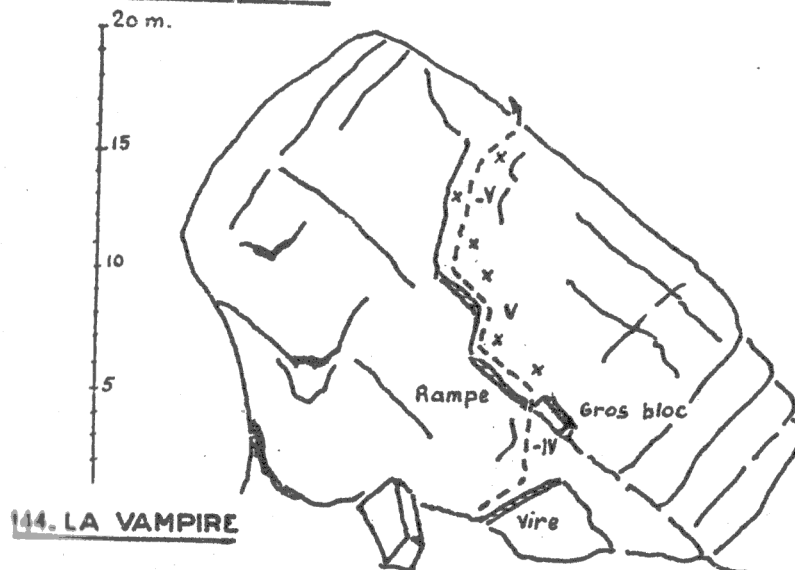 20 m.
15
-V
10
V
5
Rampe
Gros bloc
-IV
Vire
144. LA VAMPIRE